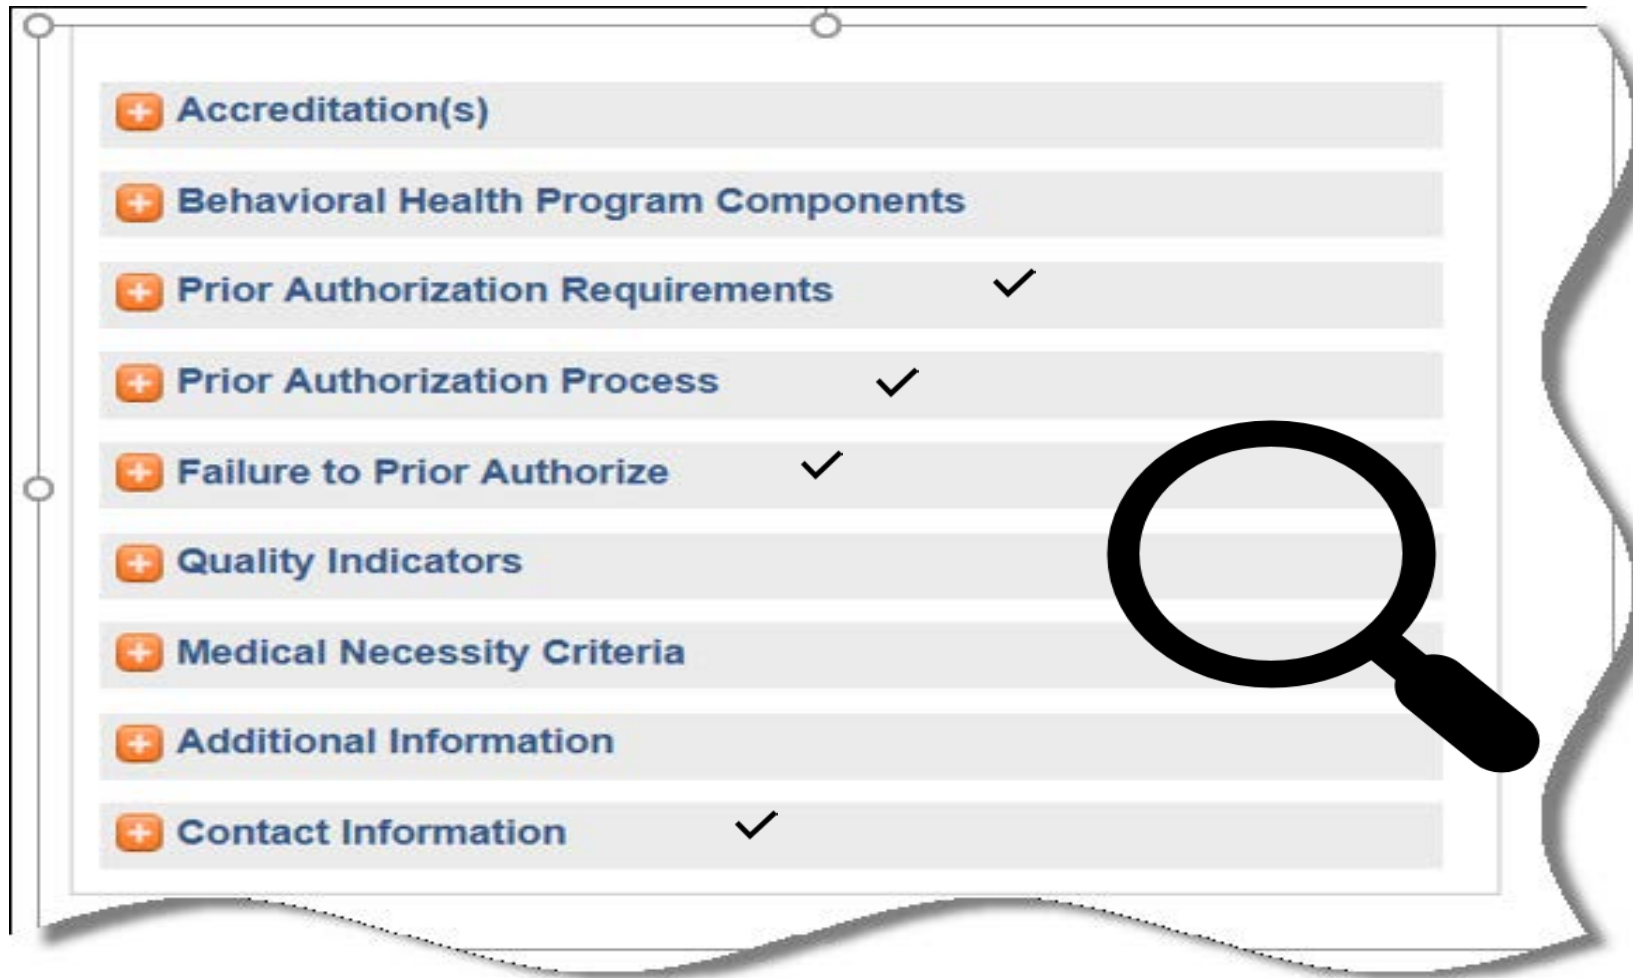 Accreditation(s)
Behavioral Health Program Components
Prior Authorization Requirements
Prior Authorization Process
Failure to Prior Authorize
Quality Indicators
Medical Necessity Criteria
Additional Information
Contact Information